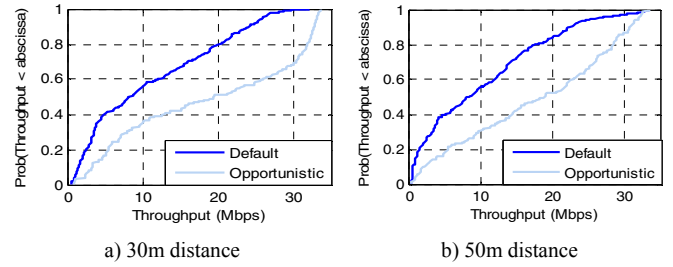 Prob(Throughput < abscissa)
1
0.8
0.6
0.4
0.2
0
0
10
20
30
Throughput (Mbps)
Default
Opportunistic
a) 30m distance
Prob(Throughput < abscissa)
1
0.8
0.6
0.4
0.2
0
0
10
20
30
Throughput (Mbps)
Default
Opportunistic
b) 50m distance